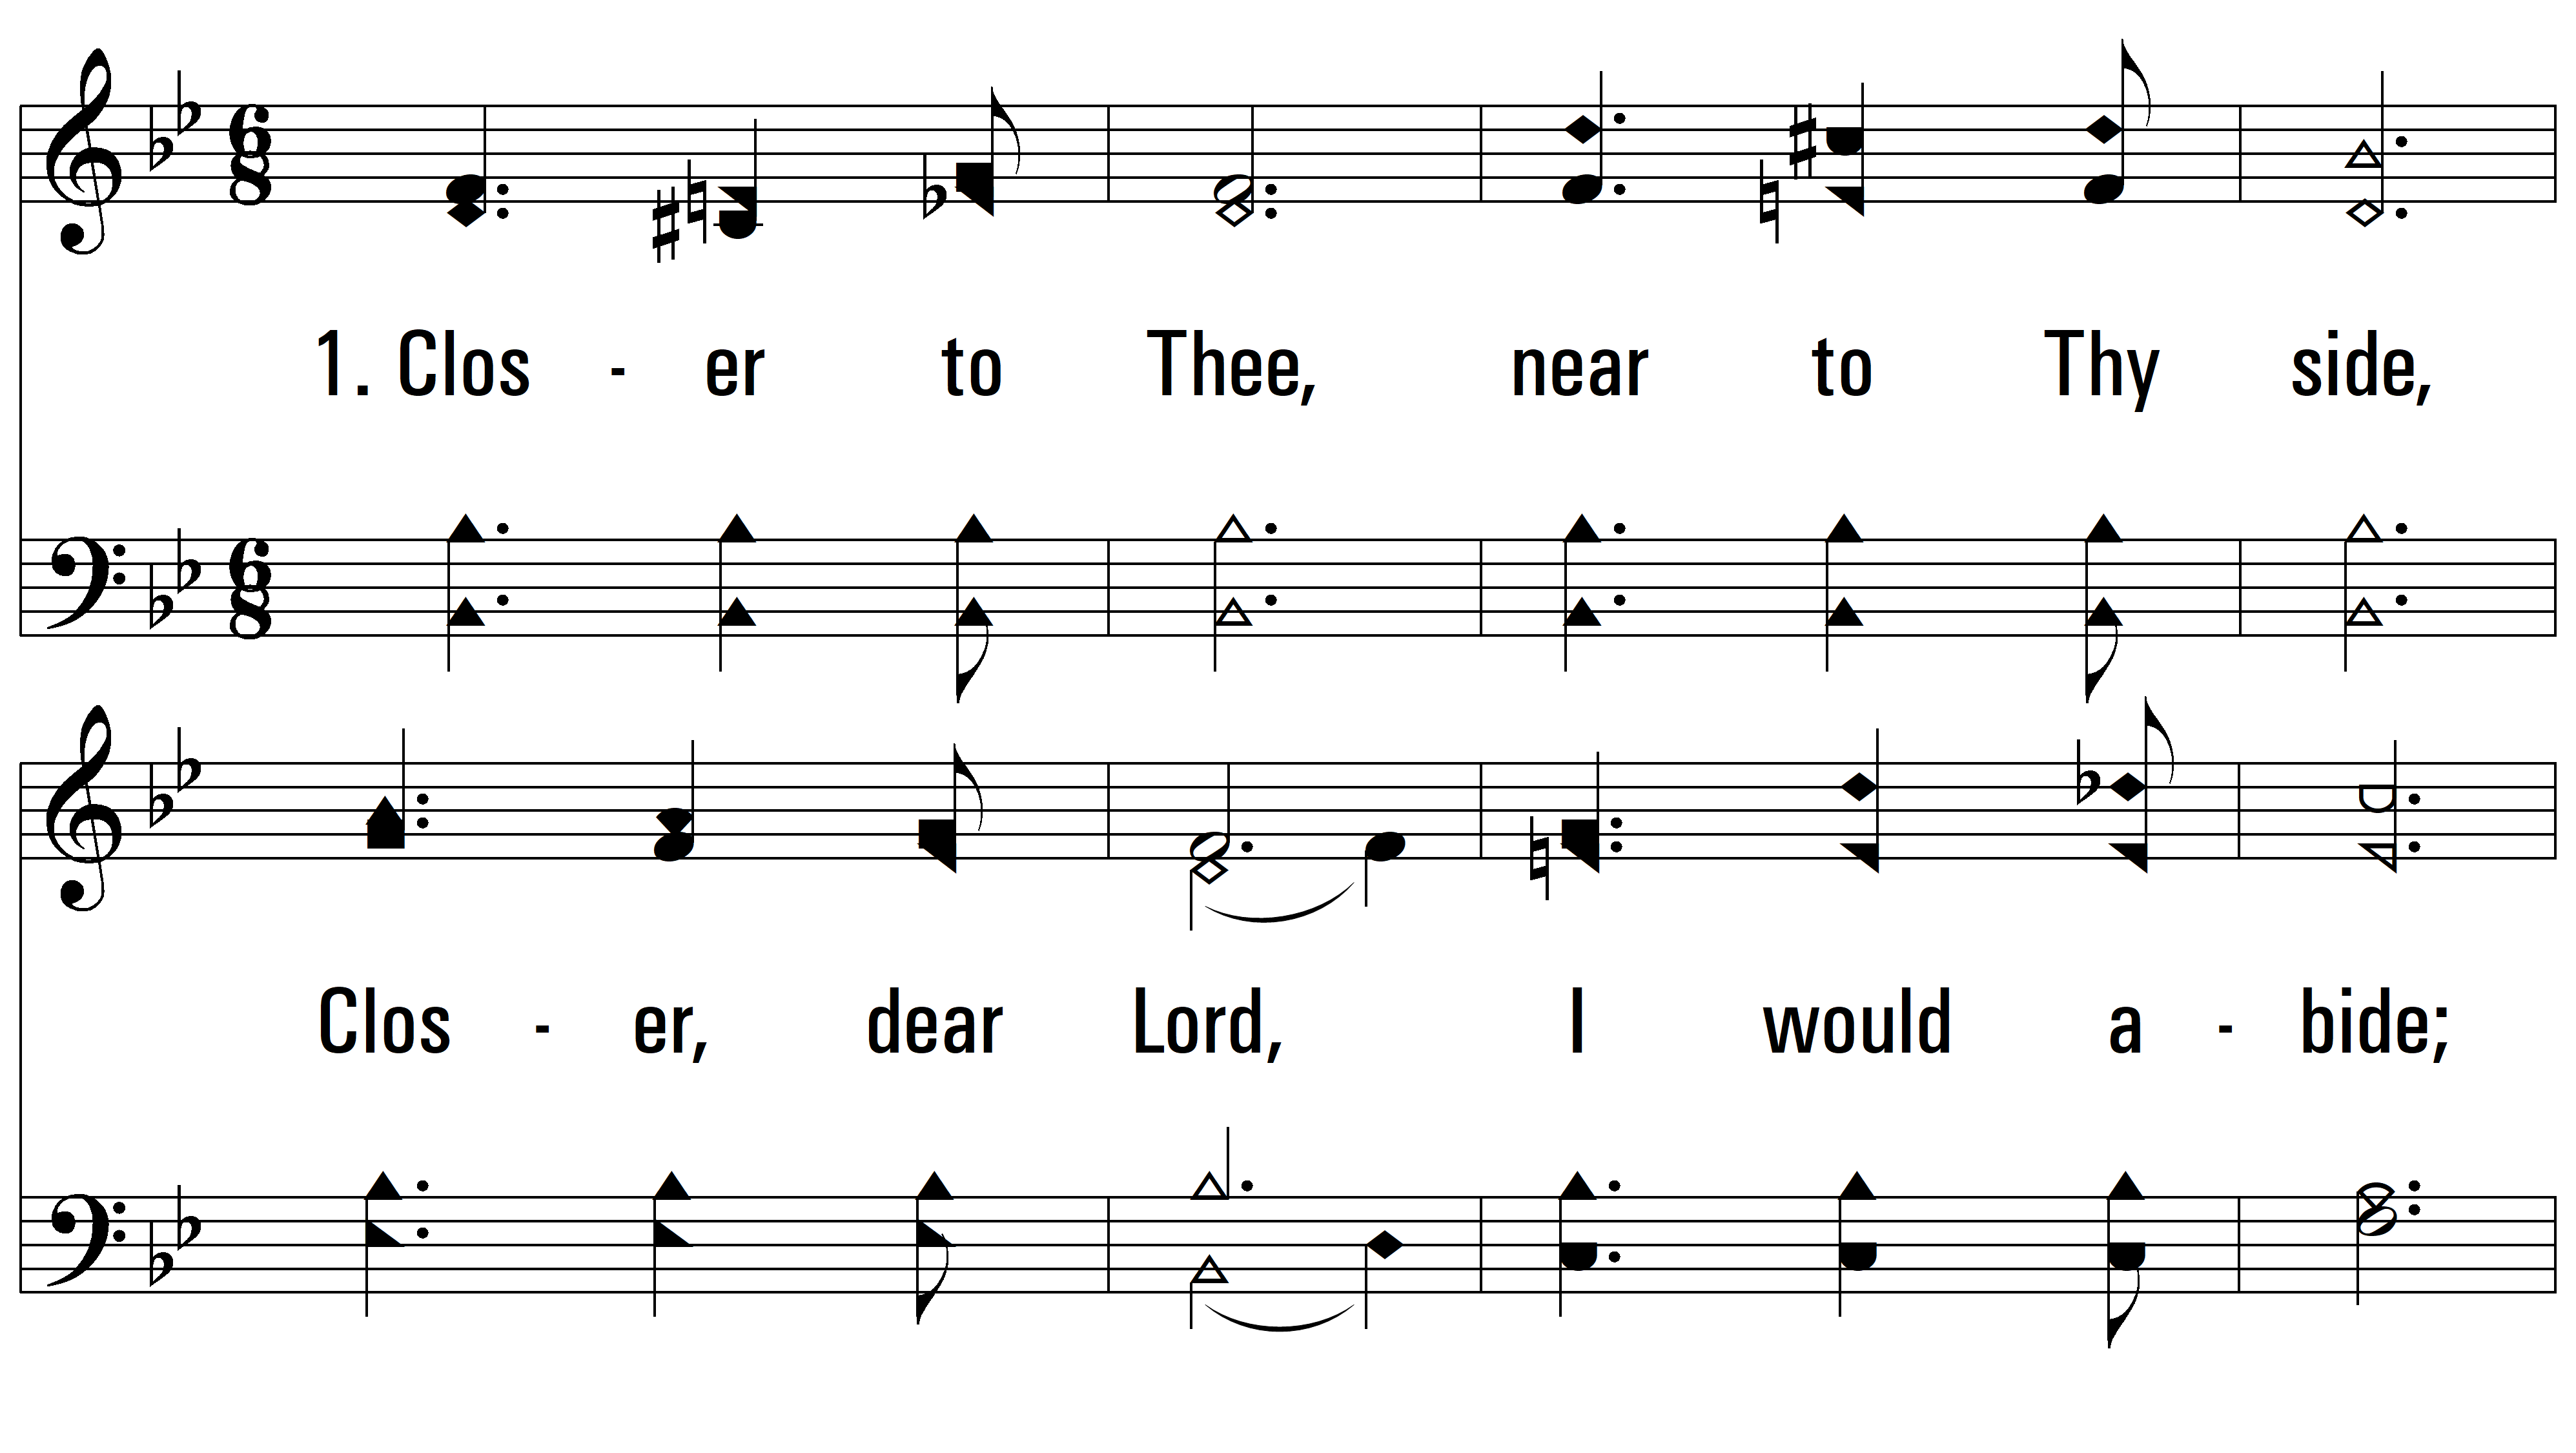 1. Clos - er to Thee, near to Thy side,
Clos - er, dear Lord, I would a - bide;